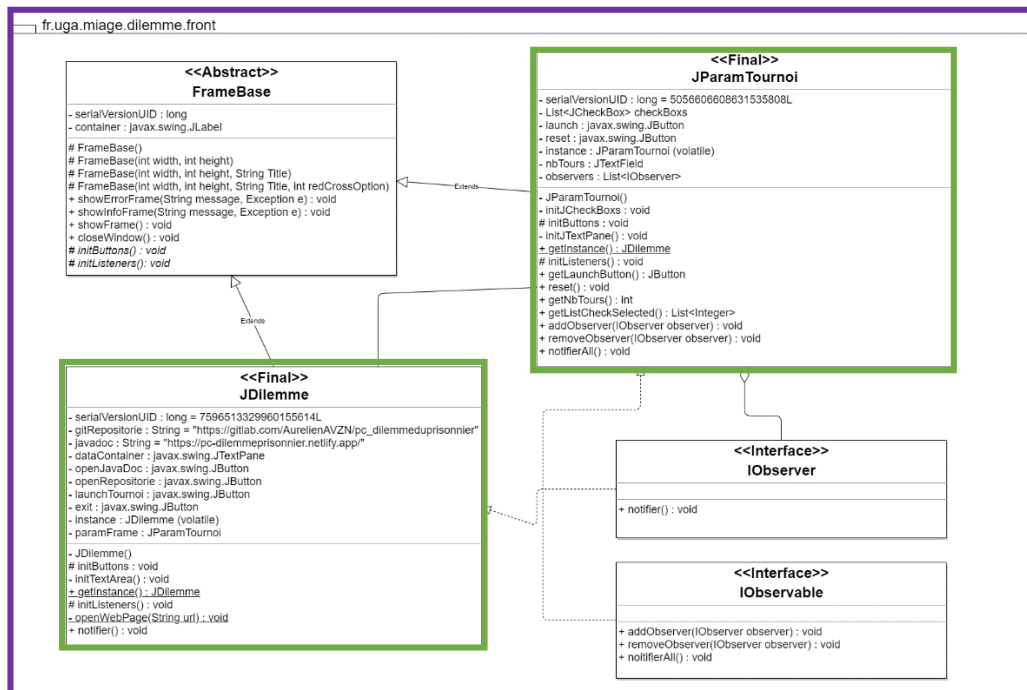 fr.uga.miage.dilemme.front
<<Abstract>>
FrameBase
- serialVersionUID : long
- container : javax.swing.JLabel
# FrameBase()
# FrameBase(int width, int height)
# FrameBase(int width, int height, String Title)
# FrameBase(int width, int height, String Title, int redCrossOption)
+ showErrorFrame(String message, Exception e) : void
+ showInfoFrame(String message, Exception e) : void
+ showFrame() : void
+ closeWindow() : void
# initButtons() : void
# initListeners(): void
Extends
Extends
<<Final>>
JParamTournoi
- serialVersionUID : long = 5056606608631535808L
- List<JCheckBox> checkBoxs
- launch : javax.swing.JButton
- reset : javax.swing.JButton
- instance : JParamTournoi (volatile)
- nbTours : JTextField
- observers : List<IObserver>
- JParamTournoi()
- initJCheckBoxs : void
# initButtons : void
- initJTextPane() : void
+ getInstance() : JDilemme
# initListeners() : void
+ getLaunchButton() : JButton
+ reset() : void
+ getNbTours() : int
+ getListCheckSelected() : List<Integer>
+ addObserver(IObserver observer) : void
+ removeObserver(IObserver observer) : void
+ notifierAll() : void
<<Final>>
JDilemme
- serialVersionUID : long = 7596513329960155614L
- gitRepositorie : String = "https://gitlab.com/AurelienAVZN/pc_dilemmeduprisonnier"
- javadoc : String = "https://pc-dilemmeprisonnier.netlify.app/"
- dataContainer : javax.swing.JTextPane
- openJavaDoc : javax.swing.JButton
- openRepositorie : javax.swing.JButton
- launchTournoi : javax.swing.JButton
- exit : javax.swing.JButton
- instance : JDilemme (volatile)
- paramFrame : JParamTournoi
- JDilemme()
# initButtons : void
- initTextArea() : void
+ getInstance() : JDilemme
# initListeners() : void
- openWebPage(String url) : void
+ notifier() : void
<<Interface>>
IObserver
+ notifier() : void
<<Interface>>
IObservable
+ addObserver(IObserver observer) : void
+ removeObserver(IObserver observer) : void
+ noitifierAll() : void